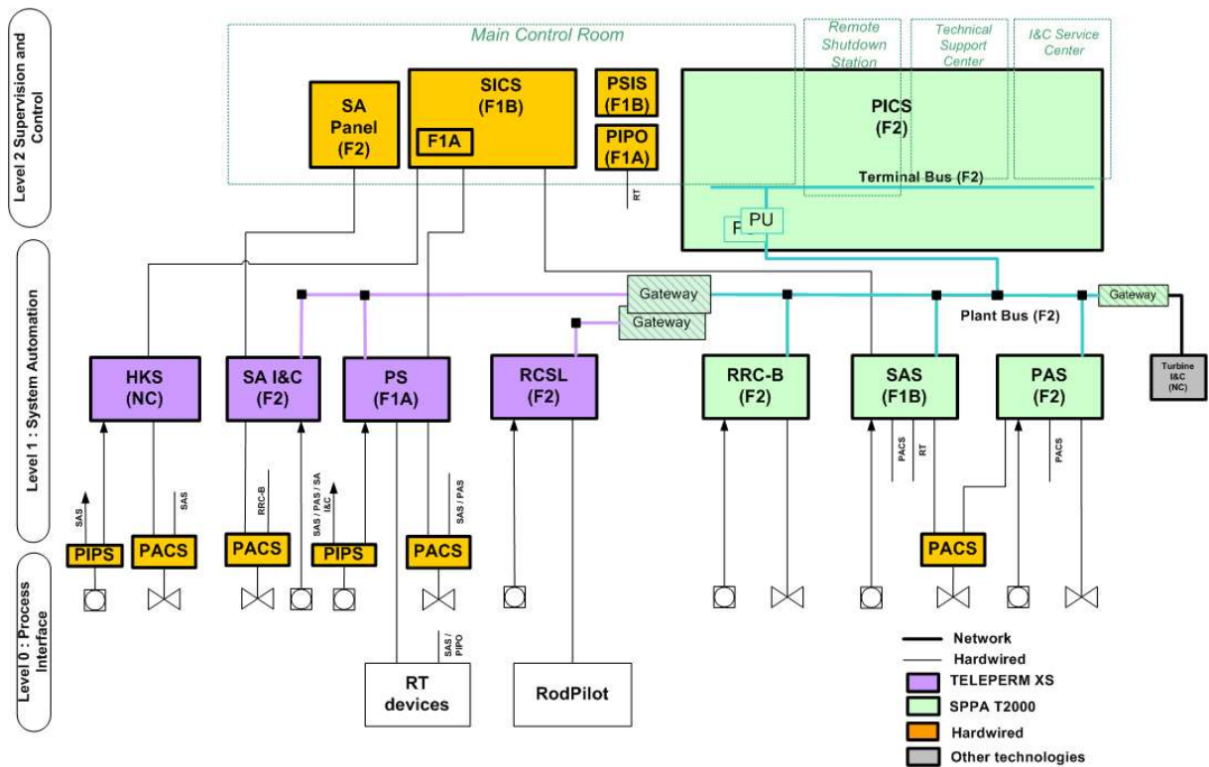 Level 2 Supervision and
Control
Main Control Room
Remote
Shutdown
Station
Technical
Support
Center
I&C Service
Center
SA
Panel
(F2)
SICS
(F1B)
F1A
PSIS
(F1B)
PIPO
(F1A)
RT
PICS
(F2)
Terminal Bus (F2)
PU
Level 1 : System Automation
Gateway
Gateway
Gateway
Plant Bus (F2)
HKS
(NC)
SA I&C
(F2)
PS
(F1A)
RCSL
(F2)
RRC-B
(F2)
SAS
(F1B)
PAS
(F2)
Turbine
I&C
(NC)
SAS
SAS
RRC-B
SAS / PAS / SA
I&C
SAS / PAS
PACS
RT
PACS
PIPS
PACS
PACS
PIPS
PACS
PACS
Level 0 : Process
Interface
SAS /
PIPO
RT
devices
RodPilot
Network
Hardwired
TELEPERM XS
SPPA T2000
Hardwired
Other technologies